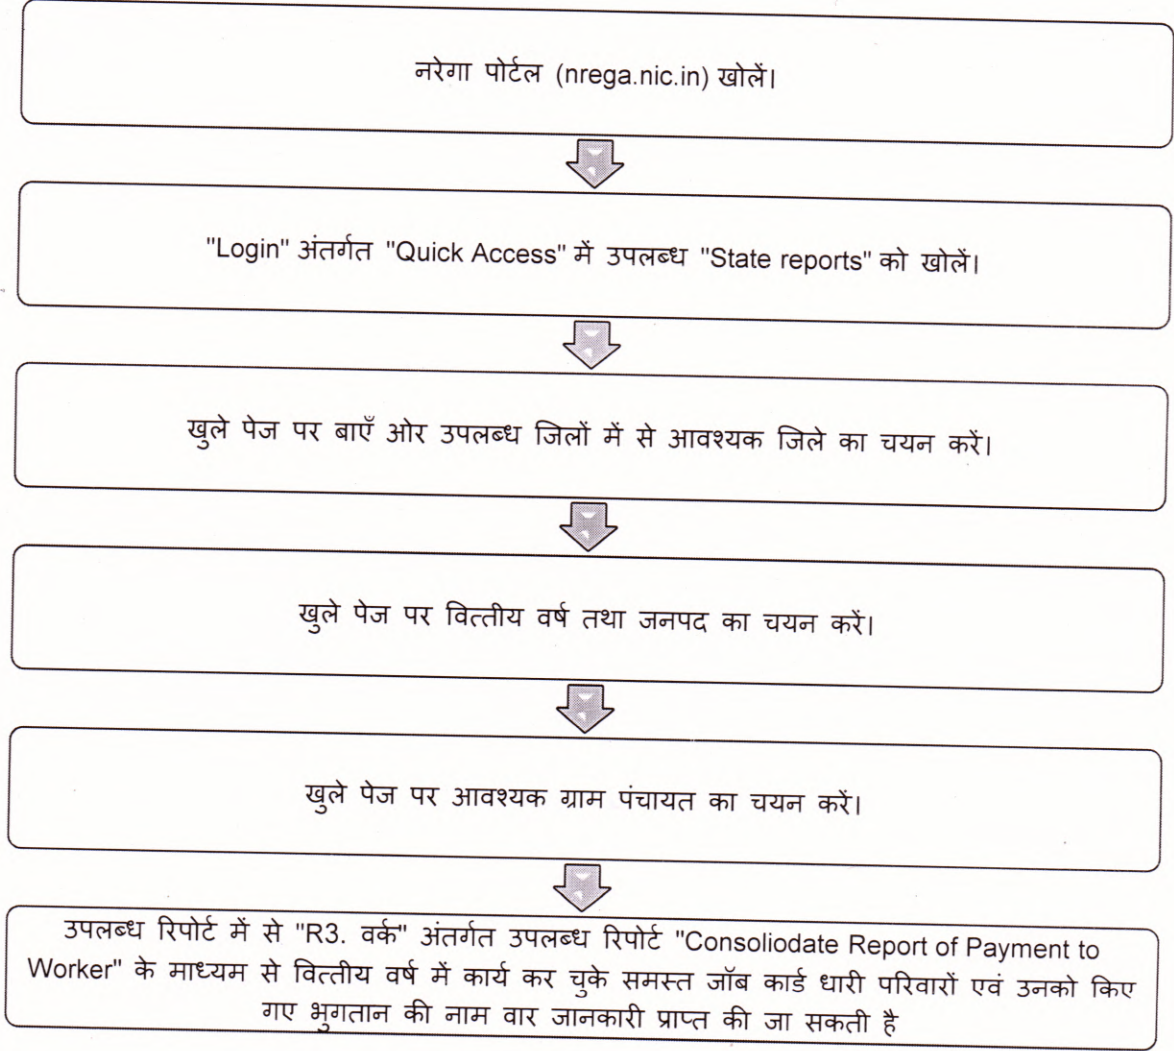 नरेगा पोर्टल (nrega.nic.in) खोलें।
"Login" अंतर्गत "Quick Access" में उपलब्ध "State reports" को खोलें।
खुले पेज पर बाएँ ओर उपलब्ध जिलों में से आवश्यक जिले का चयन करें।
खुले पेज पर वित्तीय वर्ष तथा जनपद का चयन करें।
खुले पेज पर आवश्यक ग्राम पंचायत का चयन करें।
उपलब्ध रिपोर्ट में से "R3. वर्क" अंतर्गत उपलब्ध रिपोर्ट "Consoliodate Report of Payment to
Worker" के माध्यम से वित्तीय वर्ष में कार्य कर चुके समस्त जॉब कार्ड धारी परिवारों एवं उनको किए
गए भुगतान की नाम वार जानकारी प्राप्त की जा सकती है